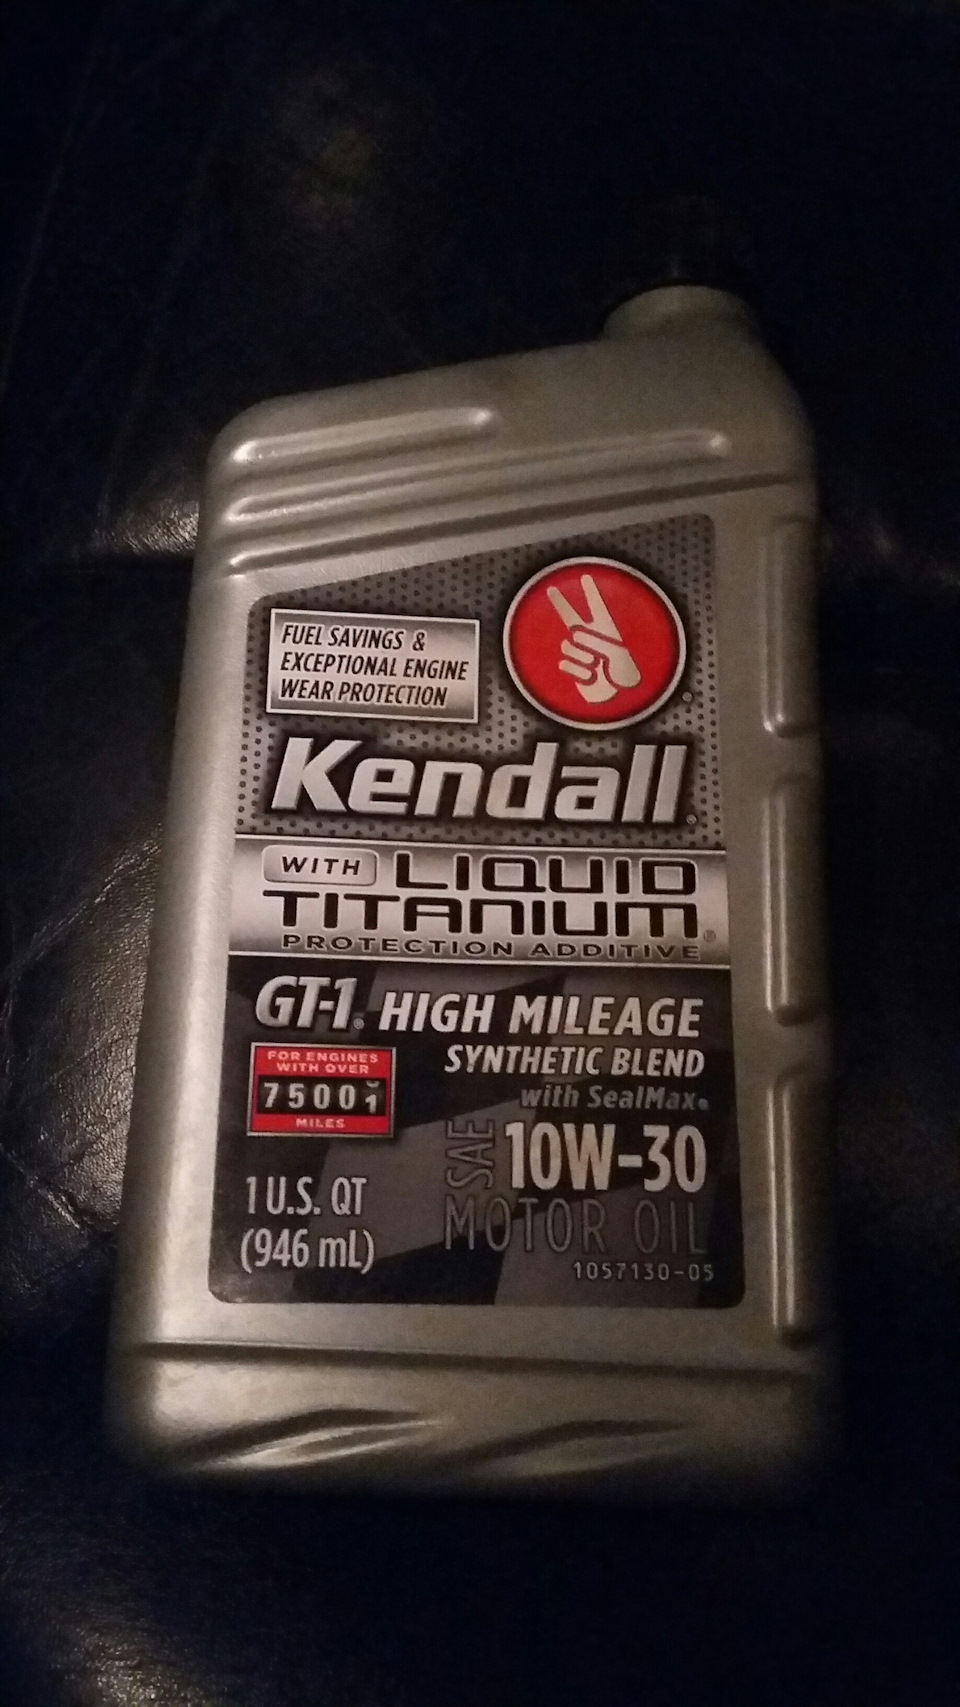 FUEL SAVINGS &
EXCEPTIONAL ENGINE
WEAR PROTECTION
Kendall®
WITH LIQUID
TITANIUM®
PROTECTION ADDITIVE
GT-1® HIGH MILEAGE
SYNTHETIC BLEND
with SealMax®
FOR ENGINES
WITH OVER
75001
MILES
SAE 10W-30
MOTOR OIL
1 U.S. QT
(946 mL)
1057130-05